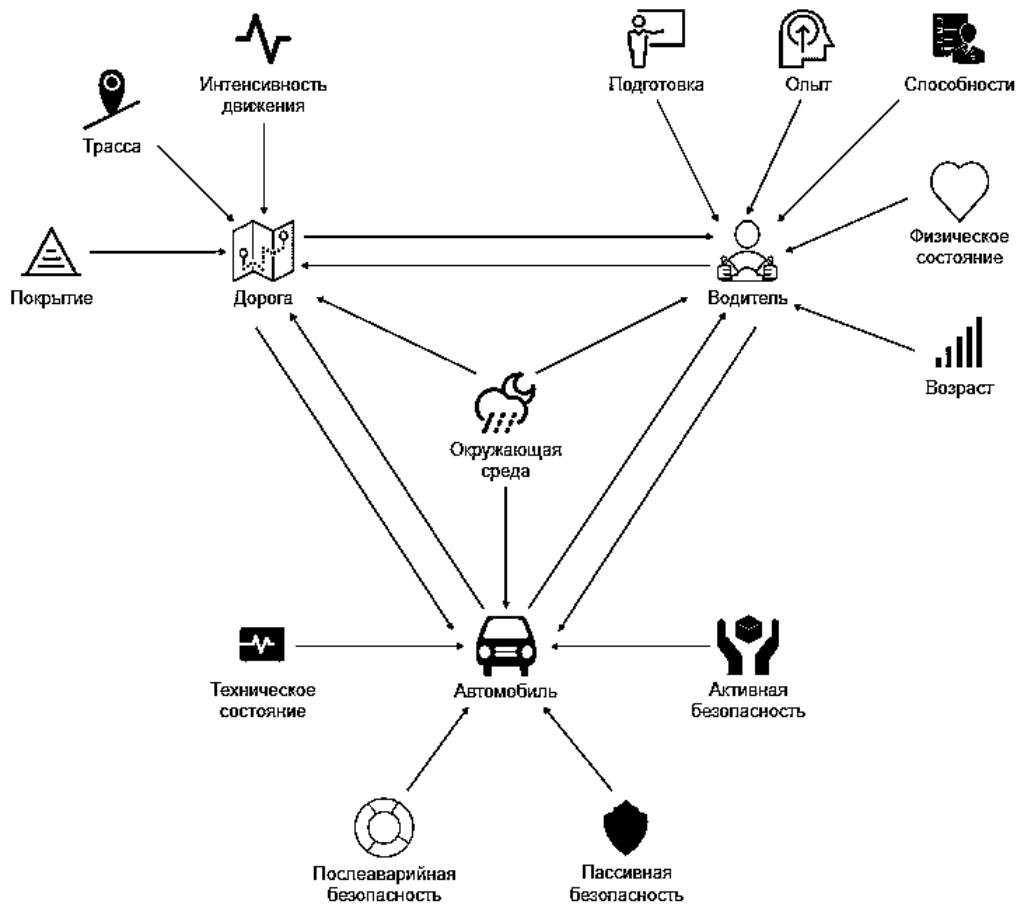 Интенсивность
движения
Подготовка
Опыт
Способности
Трасса
Физическое
состояние
Покрытие
Дорога
Водитель
Возраст
Окружающая
среда
Техническое
состояние
Автомобиль
Активная
безопасность
Послеаварийная
безопасность
Пассивная
безопасность